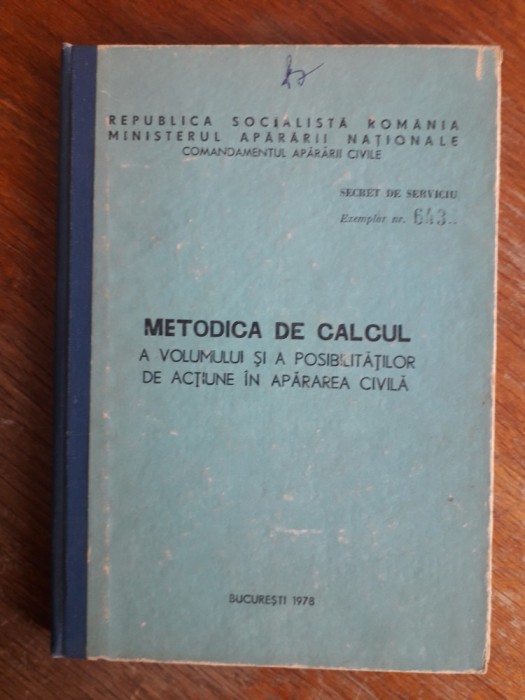 REPUBLICA SOCIALISTĂ ROMÂNIA
MINISTERUL APĂRĂRII NAȚIONALE
COMANDAMENTUL APĂRĂRII CIVILE
SECRET DE SERVICIU
Exemplar nr. 643..
METODICA DE CALCUL
A VOLUMULUI ȘI A POSIBILITĂȚILOR
DE ACȚIUNE ÎN APĂRAREA CIVILĂ
BUCUREȘTI 1978